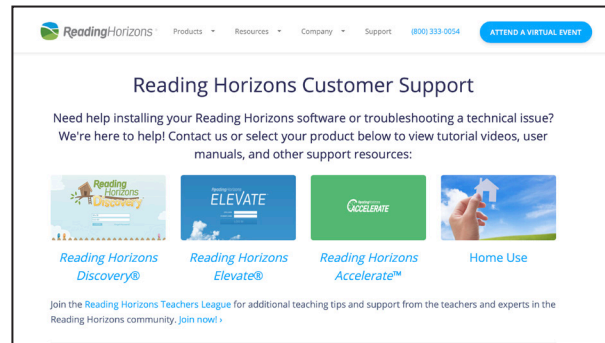 ReadingHorizons Products Resources Company Support (800) 333-0054 ATTEND A VIRTUAL EVENT
Reading Horizons Customer Support
Need help installing your Reading Horizons software or troubleshooting a technical issue?
We're here to help! Contact us or select your product below to view tutorial videos, user
manuals, and other support resources:
Reading
Horizons
Discovery
ELEVATE
ACCELERATE
Reading Horizons
Discovery®
Reading Horizons
Elevate®
Reading Horizons
Accelerate™
Home Use
Join the Reading Horizons Teachers League for additional teaching tips and support from the teachers and experts in the
Reading Horizons community. Join now! ›